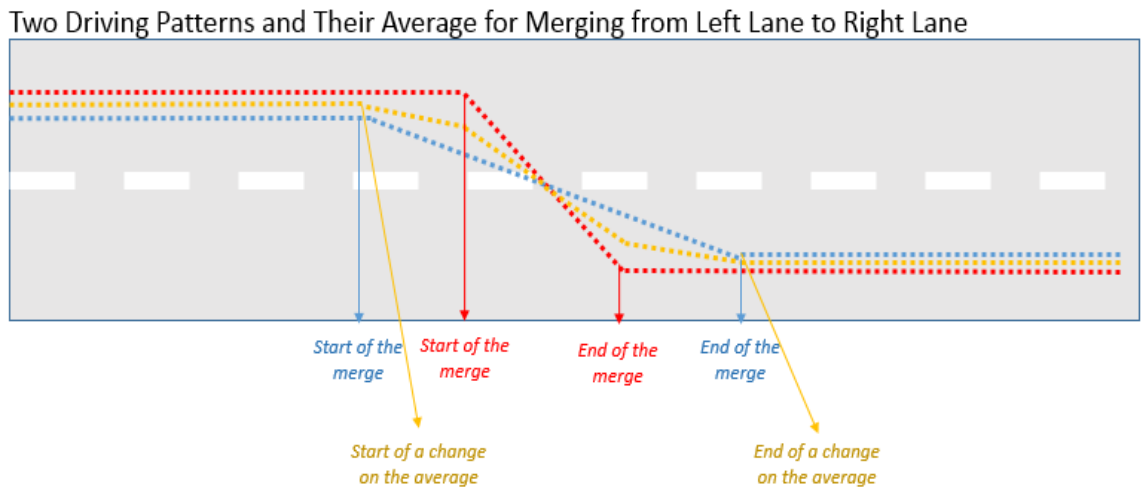 Two Driving Patterns and Their Average for Merging from Left Lane to Right Lane
Start of the
merge
Start of the
merge
End of the
merge
End of the
merge
Start of a change
on the average
End of a change
on the average